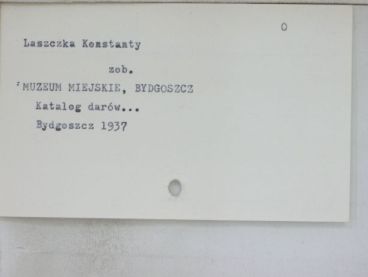 O
Laszczka Konstanty
zob.
MUZEUM MIEJSKIE, BYDGOSZCZ
Katalog darów...
Bydgoszcz 1937